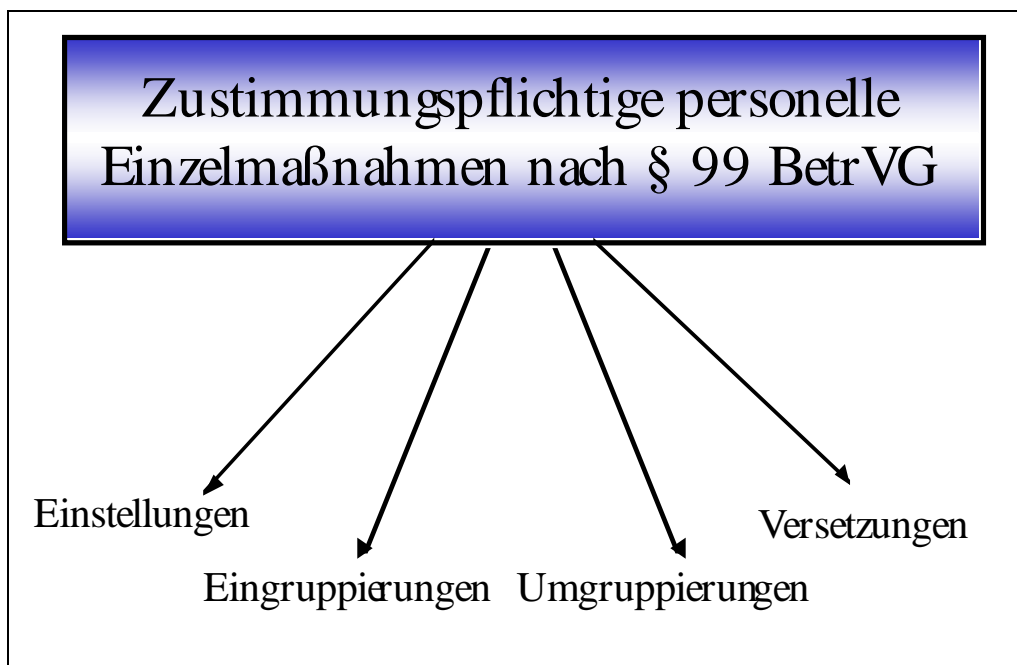 Zustimmungspflichtige personelle
Einzelmaßnahmen nach § 99 BetrVG
Einstellungen
Versetzungen
Eingruppierungen
Umgruppierungen